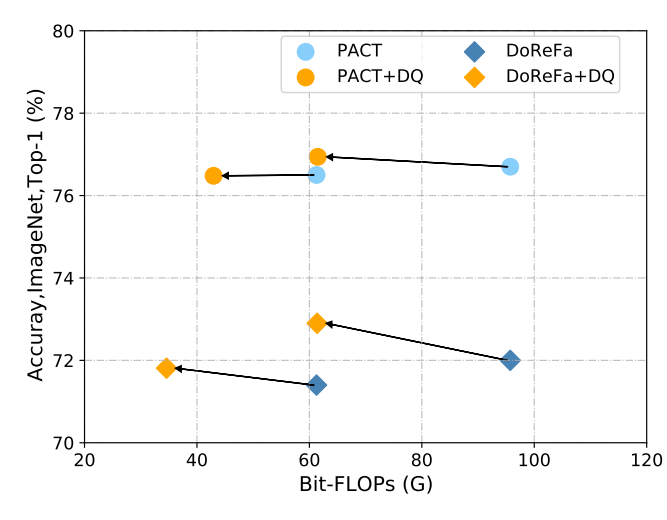 80
78
76
74
72
70
20
40
60
80
100
120
Accuray,ImageNet,Top-1 (%)
Bit-FLOPs (G)
PACT
PACT+DQ
DoReFa
DoReFa+DQ